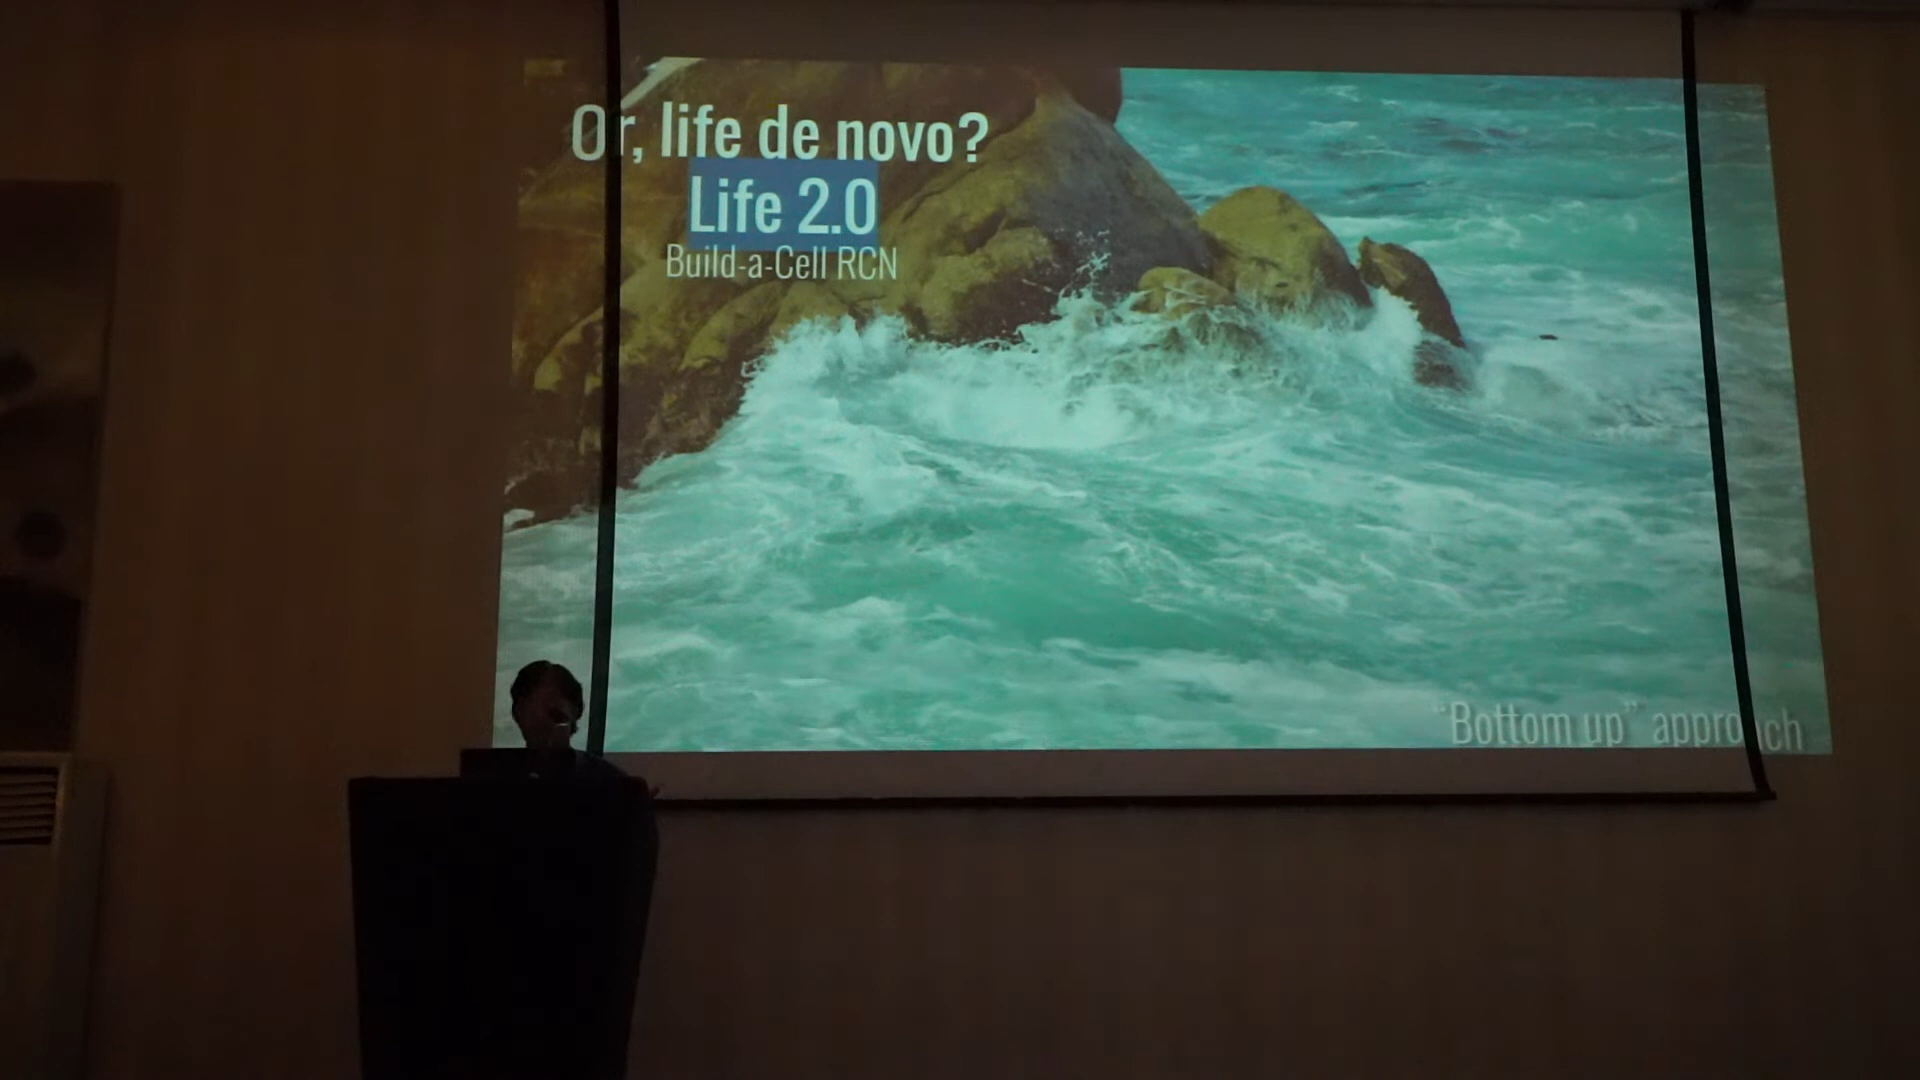 Or, life de novo?
Life 2.0
Build-a-Cell RCN
"Bottom up" approach